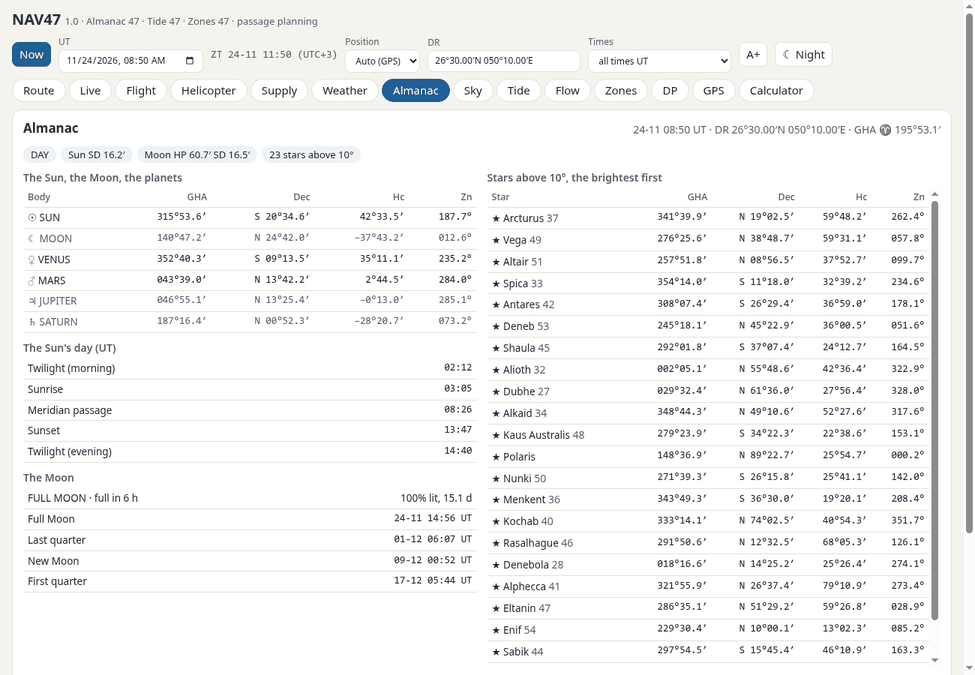 NAV47 1.0 · Almanac 47 · Tide 47 · Zones 47 · passage planning
Now
UT
11/24/2026, 08:50 AM
ZT 24-11 11:50 (UTC+3)
Position
Auto (GPS)
DR
26°30.00′N 050°10.00′E
Times
all times UT
A+
☾ Night
Route
Live
Flight
Helicopter
Supply
Weather
Almanac
Sky
Tide
Flow
Zones
DP
GPS
Calculator
Almanac
24-11 08:50 UT · DR 26°30.00′N 050°10.00′E · GHA ♈ 195°53.1′
DAY
Sun SD 16.2′
Moon HP 60.7′ SD 16.5′
23 stars above 10°
The Sun, the Moon, the planets
Body GHA Dec Hc Zn
☉ SUN 315°53.6′ S 20°34.6′ 42°33.5′ 187.7°
☾ MOON 140°47.2′ N 24°42.0′ −37°43.2′ 012.6°
♀ VENUS 352°40.3′ S 09°13.5′ 35°11.1′ 235.2°
♂ MARS 043°39.0′ N 13°42.2′ 2°44.5′ 284.0°
♃ JUPITER 046°55.1′ N 13°25.4′ −0°13.0′ 285.1°
♄ SATURN 187°16.4′ N 00°52.3′ −28°20.7′ 073.2°
The Sun's day (UT)
Twilight (morning) 02:12
Sunrise 03:05
Meridian passage 08:26
Sunset 13:47
Twilight (evening) 14:40
The Moon
FULL MOON · full in 6 h 100% lit, 15.1 d
Full Moon 24-11 14:56 UT
Last quarter 01-12 06:07 UT
New Moon 09-12 00:52 UT
First quarter 17-12 05:44 UT
Stars above 10°, the brightest first
Star GHA Dec Hc Zn
★ Arcturus 37 341°39.9′ N 19°02.5′ 59°48.2′ 262.4°
★ Vega 49 276°25.6′ N 38°48.7′ 59°31.1′ 057.8°
★ Altair 51 257°51.8′ N 08°56.5′ 37°52.7′ 099.7°
★ Spica 33 354°14.0′ S 11°18.0′ 32°39.2′ 234.6°
★ Antares 42 308°07.4′ S 26°29.4′ 36°59.0′ 178.1°
★ Deneb 53 245°18.1′ N 45°22.9′ 36°00.5′ 051.6°
★ Shaula 45 292°01.8′ S 37°07.4′ 24°12.7′ 164.5°
★ Alioth 32 002°05.1′ N 55°48.6′ 42°36.4′ 322.9°
★ Dubhe 27 029°32.4′ N 61°36.0′ 27°56.4′ 328.0°
★ Alkaid 34 348°44.3′ N 49°10.6′ 52°27.6′ 317.6°
★ Kaus Australis 48 279°23.9′ S 34°22.3′ 22°38.6′ 153.1°
★ Polaris 148°36.9′ N 89°22.7′ 25°54.7′ 000.2°
★ Nunki 50 271°39.3′ S 26°15.8′ 25°41.1′ 142.0°
★ Menkent 36 343°49.3′ S 36°30.0′ 19°20.1′ 208.4°
★ Kochab 40 333°14.1′ N 74°02.5′ 40°54.3′ 351.7°
★ Rasalhague 46 291°50.6′ N 12°32.5′ 68°05.3′ 126.1°
★ Denebola 28 018°16.6′ N 14°25.2′ 25°26.4′ 274.1°
★ Alphecca 41 321°55.9′ N 26°37.4′ 79°10.9′ 273.4°
★ Eltanin 47 286°35.1′ N 51°29.2′ 59°26.8′ 028.9°
★ Enif 54 229°30.4′ N 10°00.1′ 13°02.3′ 085.2°
★ Sabik 44 297°54.5′ S 15°45.4′ 46°10.9′ 163.3°